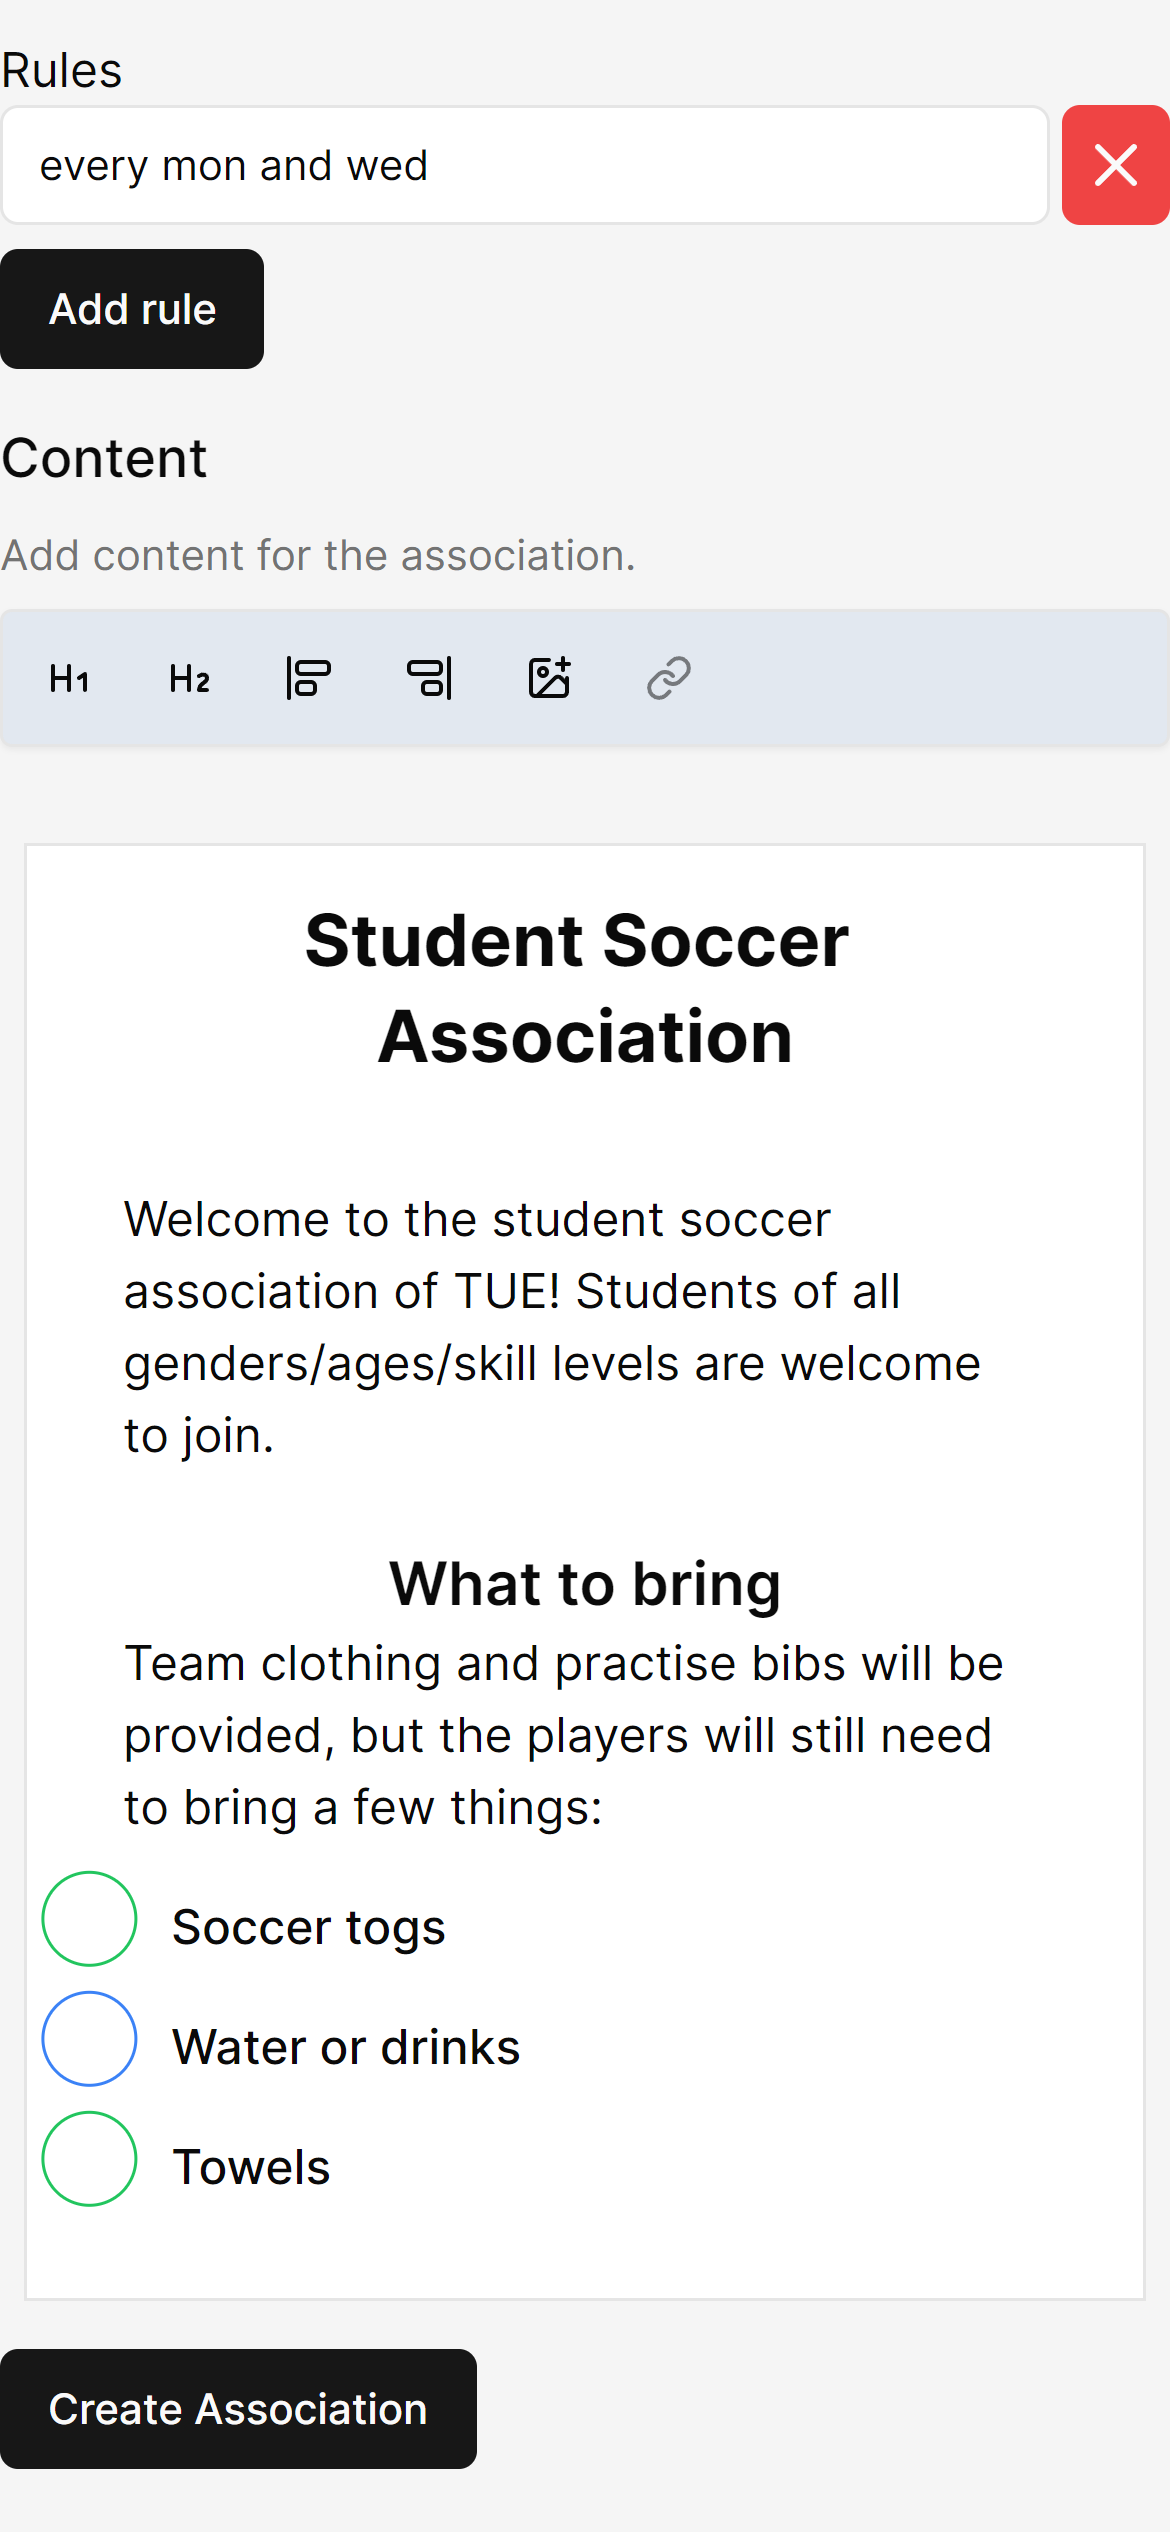 Rules
every mon and wed
Add rule
Content
Add content for the association.
H1 H2
Student Soccer
Association
Welcome to the student soccer
association of TUE! Students of all
genders/ages/skill levels are welcome
to join.
What to bring
Team clothing and practise bibs will be
provided, but the players will still need
to bring a few things:
Soccer togs
Water or drinks
Towels
Create Association